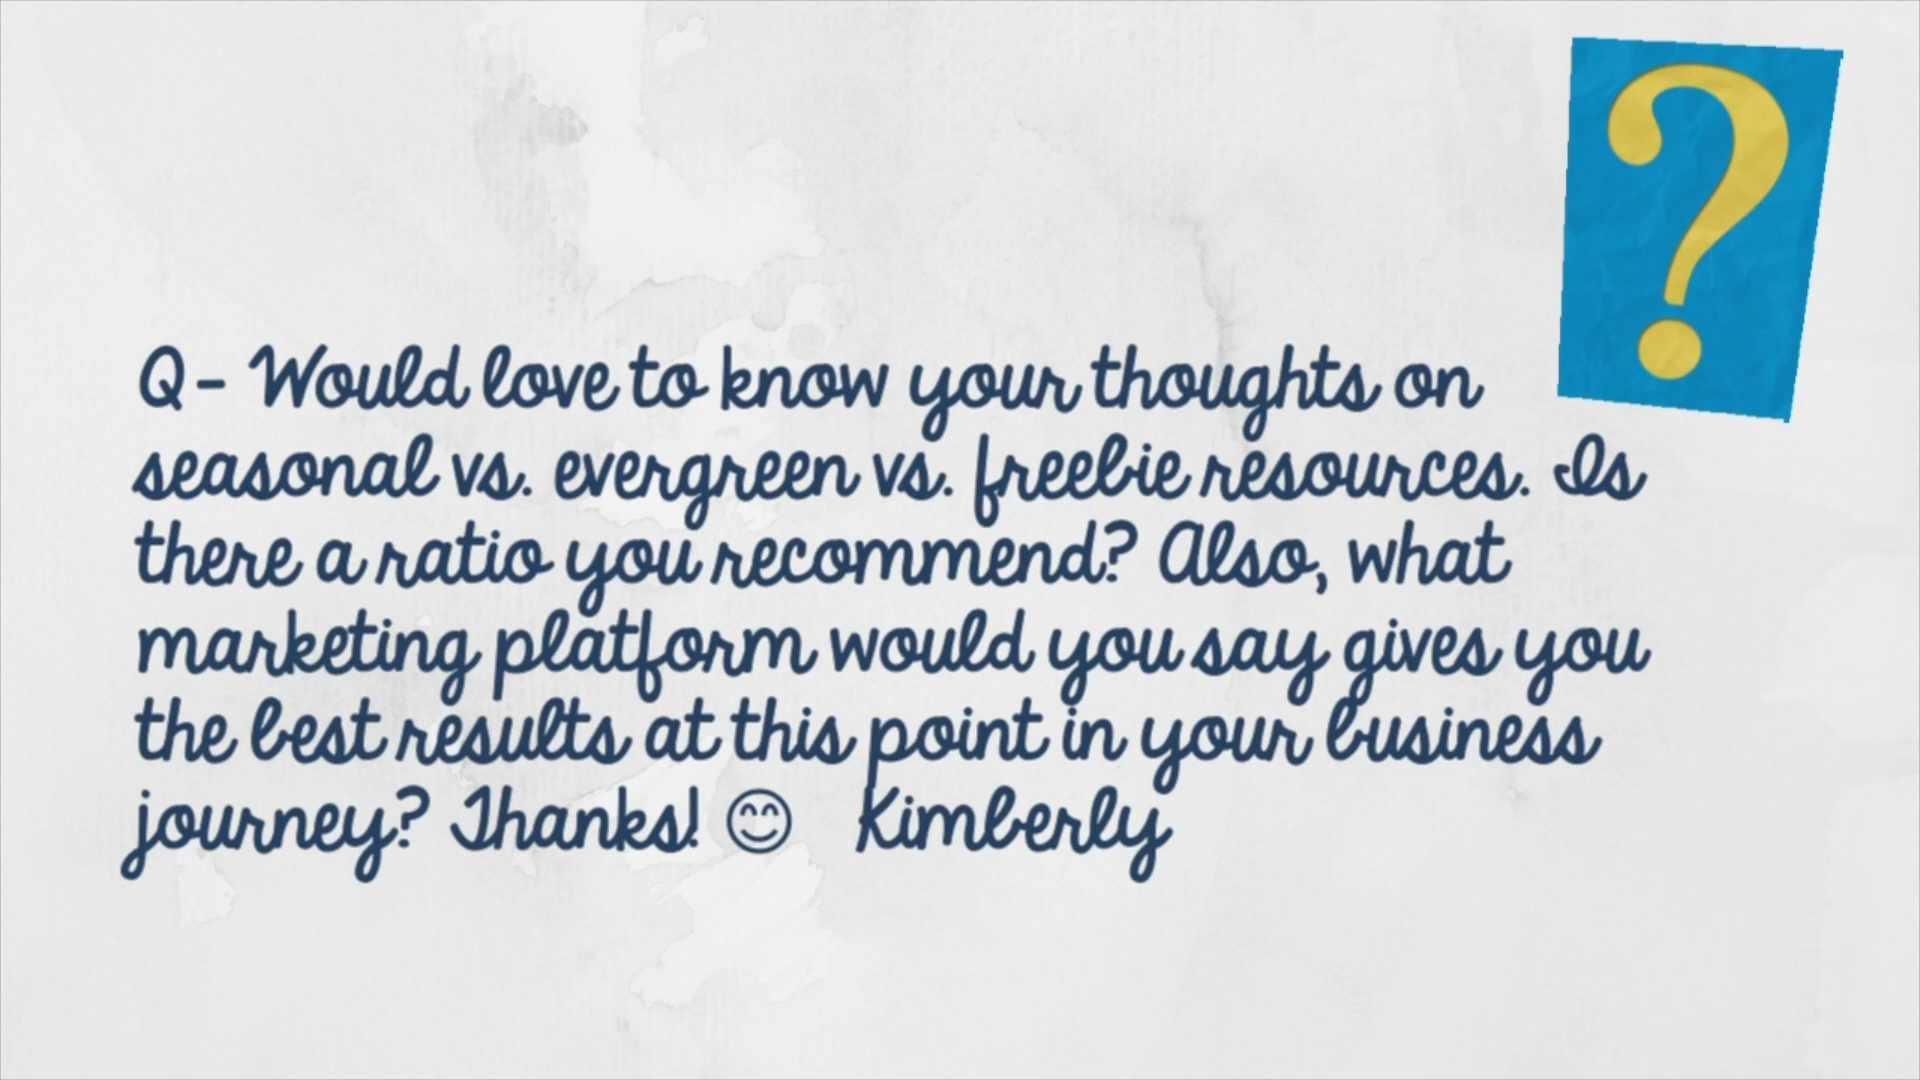 Q- Would love to know your thoughts on
seasonal vs. evergreen vs. freebie resources. Is
there a ratio you recommend? Also, what
marketing platform would you say gives you
the best results at this point in your business
journey? Thanks! 😊 Kimberly
?